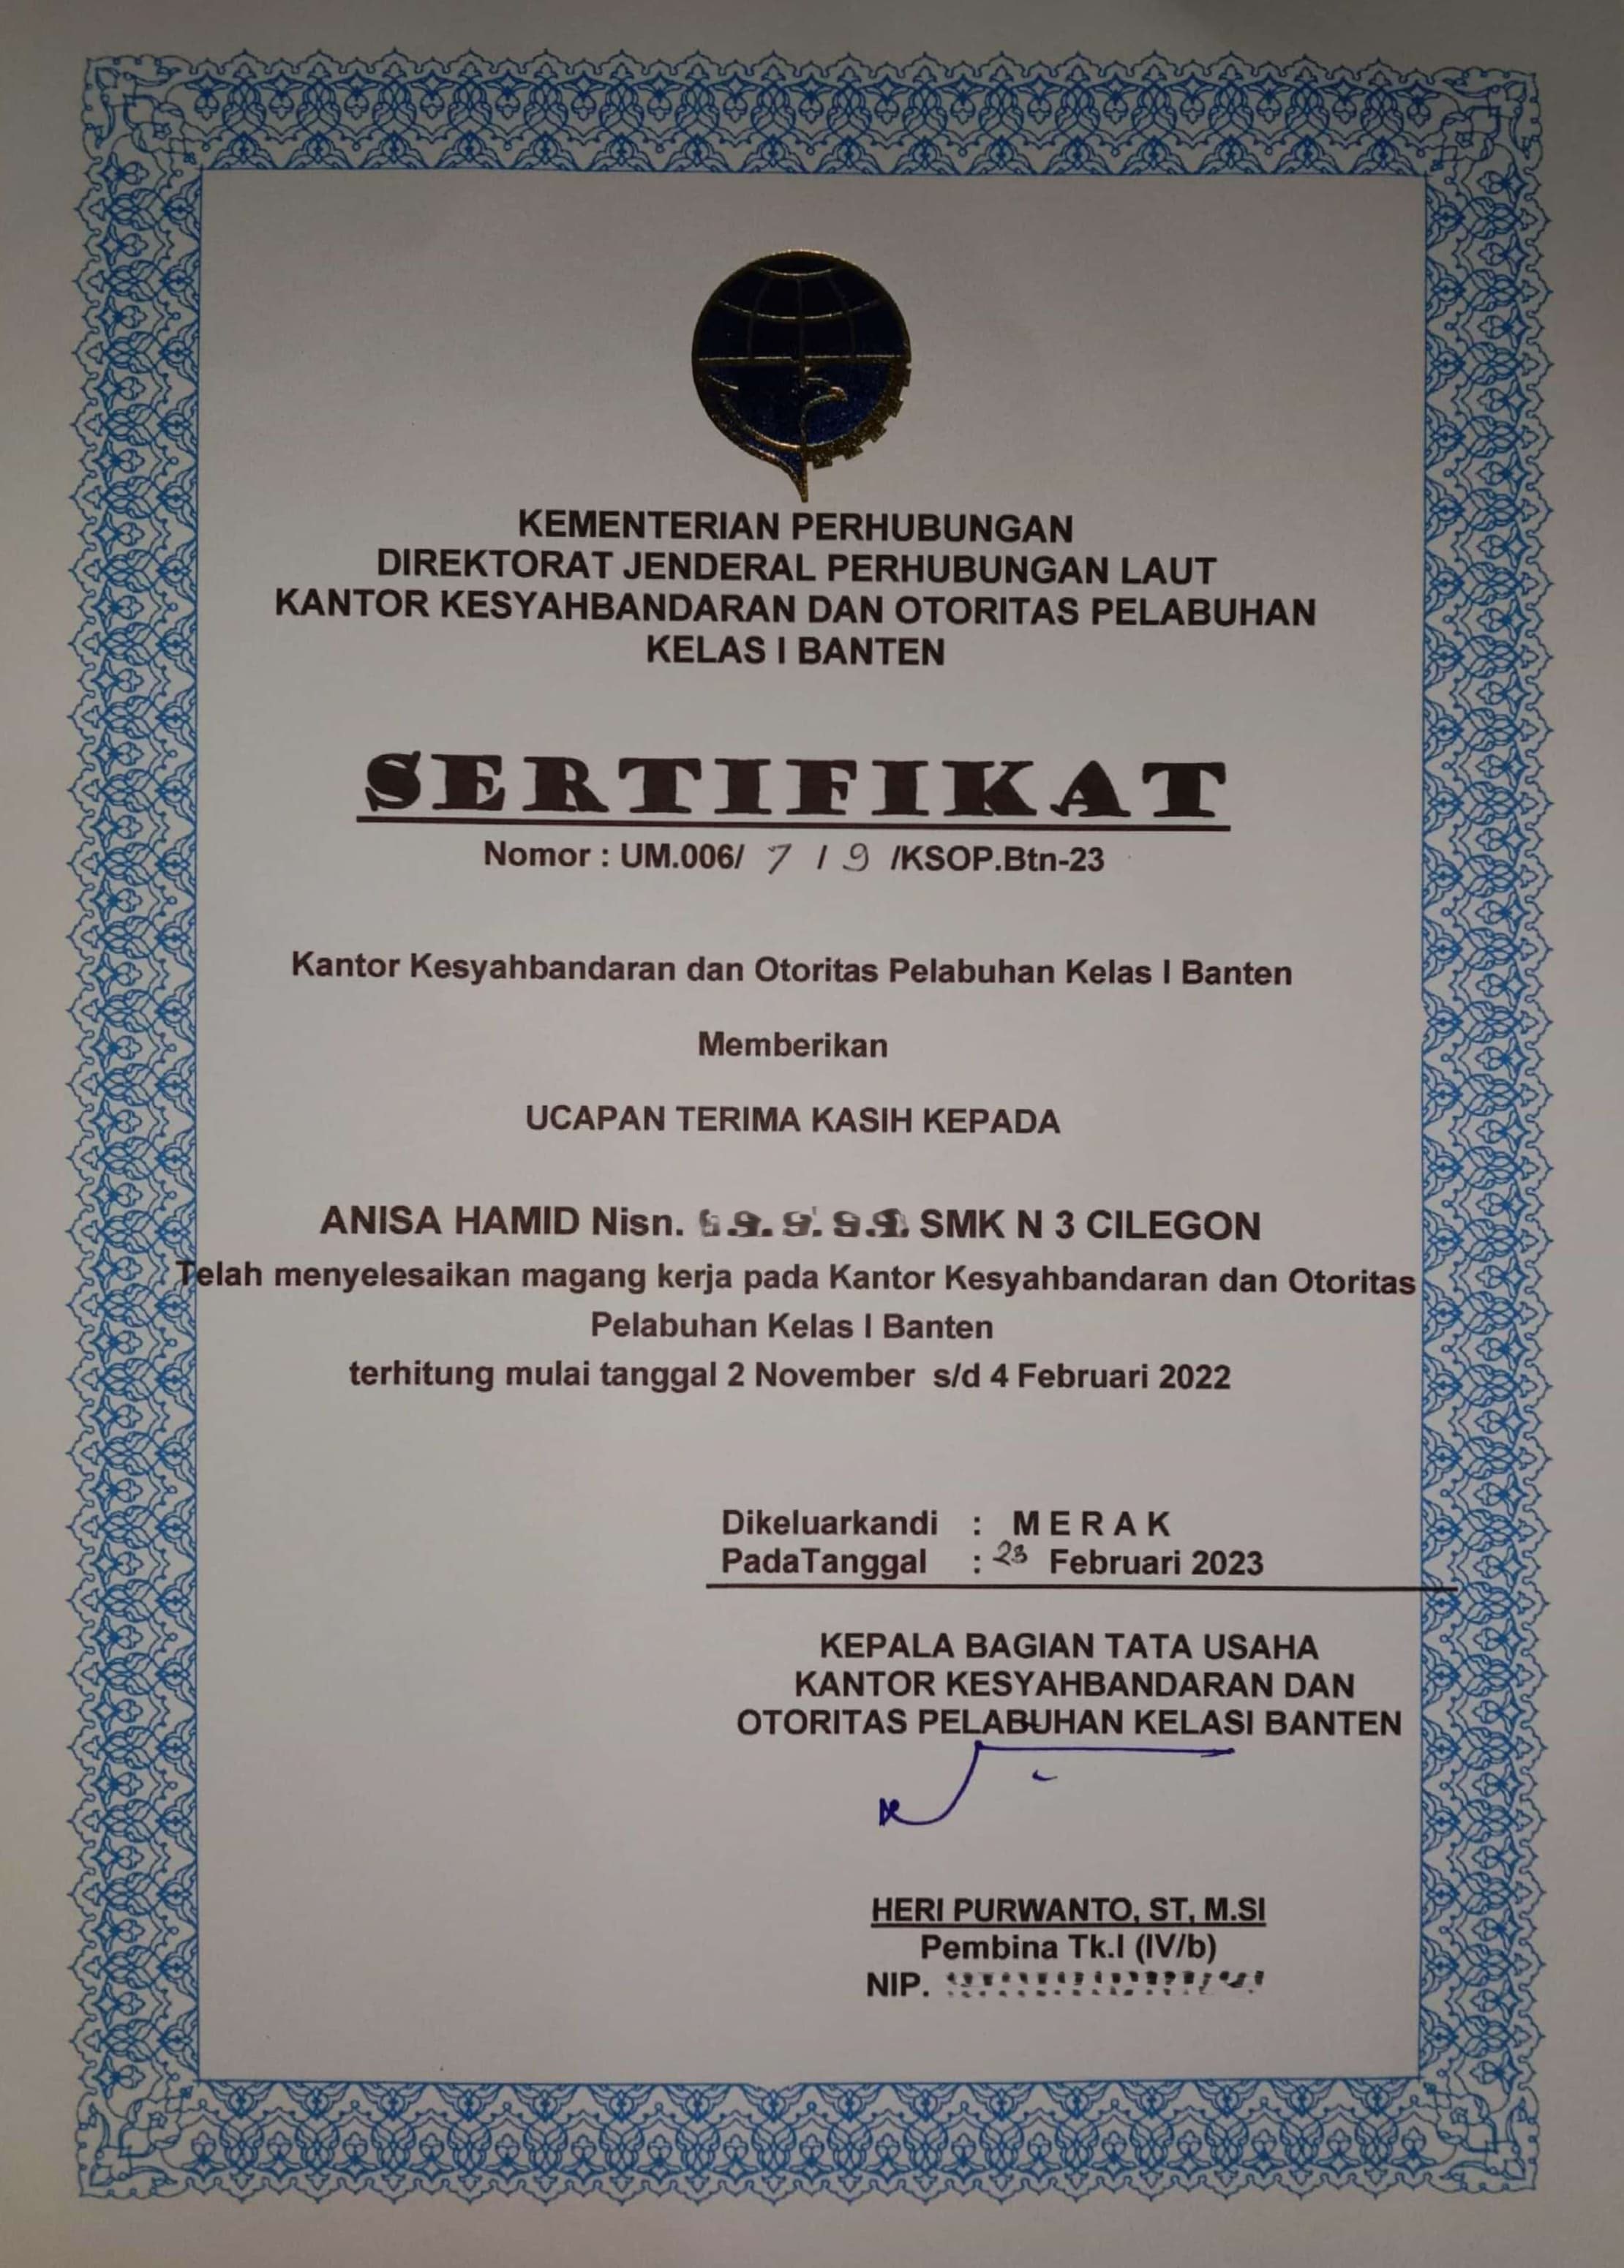 KEMENTERIAN PERHUBUNGAN
DIREKTORAT JENDERAL PERHUBUNGAN LAUT
KANTOR KESYAHBANDARAN DAN OTORITAS PELABUHAN
KELAS I BANTEN
SERTIFIKAT
Nomor : UM.006/ 7 / 9 /KSOP.Btn-23
Kantor Kesyahbandaran dan Otoritas Pelabuhan Kelas I Banten
Memberikan
UCAPAN TERIMA KASIH KEPADA
ANISA HAMID Nisn. SMK N 3 CILEGON
Telah menyelesaikan magang kerja pada Kantor Kesyahbandaran dan Otoritas
Pelabuhan Kelas I Banten
terhitung mulai tanggal 2 November s/d 4 Februari 2022
Dikeluarkandi : M E R A K
PadaTanggal : 23 Februari 2023
KEPALA BAGIAN TATA USAHA
KANTOR KESYAHBANDARAN DAN
OTORITAS PELABUHAN KELASI BANTEN
HERI PURWANTO, ST, M.SI
Pembina Tk.I (IV/b)
NIP.